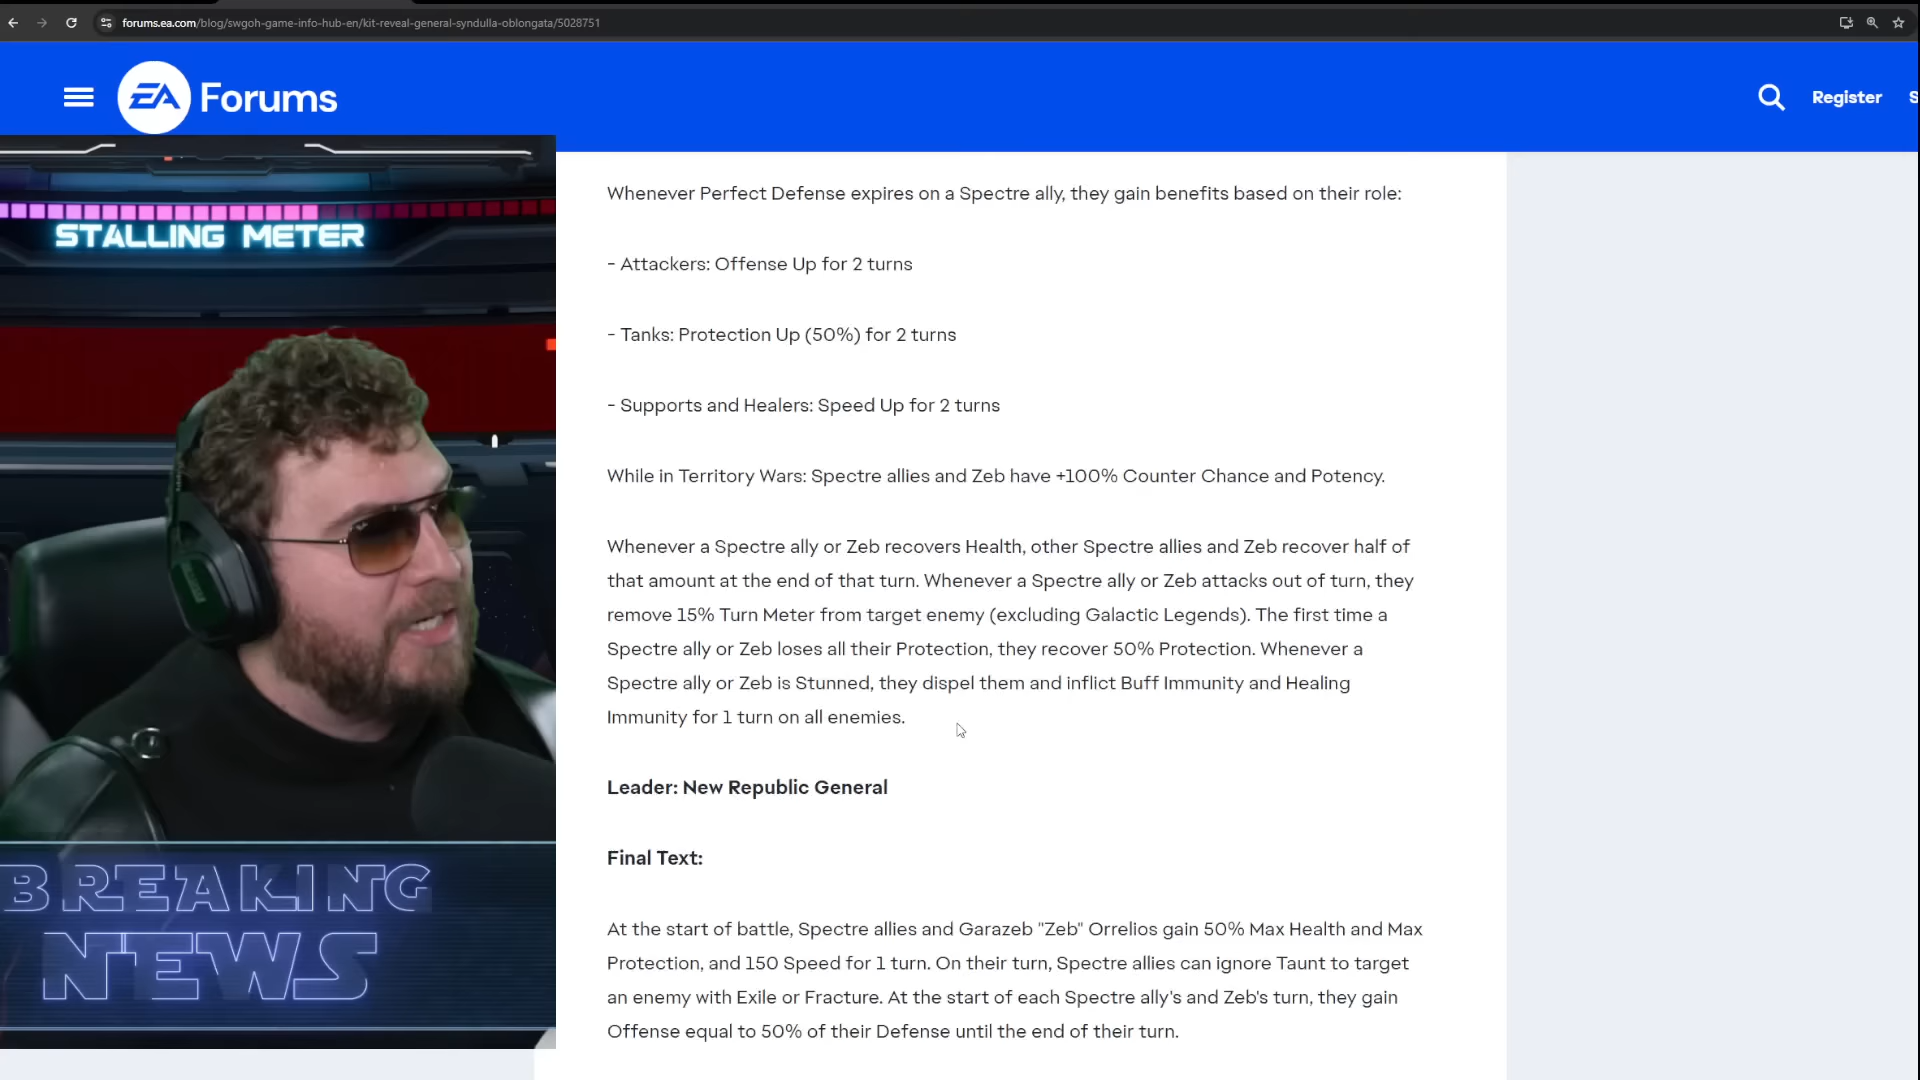 forums.ea.com/blog/swgoh-game-info-hub-en/kit-reveal-general-syndulla-oblongata/5028751
EA Forums
Register
S
STALLING METER
Whenever Perfect Defense expires on a Spectre ally, they gain benefits based on their role:
- Attackers: Offense Up for 2 turns
- Tanks: Protection Up (50%) for 2 turns
- Supports and Healers: Speed Up for 2 turns
While in Territory Wars: Spectre allies and Zeb have +100% Counter Chance and Potency.
Whenever a Spectre ally or Zeb recovers Health, other Spectre allies and Zeb recover half of
that amount at the end of that turn. Whenever a Spectre ally or Zeb attacks out of turn, they
remove 15% Turn Meter from target enemy (excluding Galactic Legends). The first time a
Spectre ally or Zeb loses all their Protection, they recover 50% Protection. Whenever a
Spectre ally or Zeb is Stunned, they dispel them and inflict Buff Immunity and Healing
Immunity for 1 turn on all enemies.
Leader: New Republic General
Final Text:
At the start of battle, Spectre allies and Garazeb "Zeb" Orrelios gain 50% Max Health and Max
Protection, and 150 Speed for 1 turn. On their turn, Spectre allies can ignore Taunt to target
an enemy with Exile or Fracture. At the start of each Spectre ally's and Zeb's turn, they gain
Offense equal to 50% of their Defense until the end of their turn.
BREAKING
NEWS